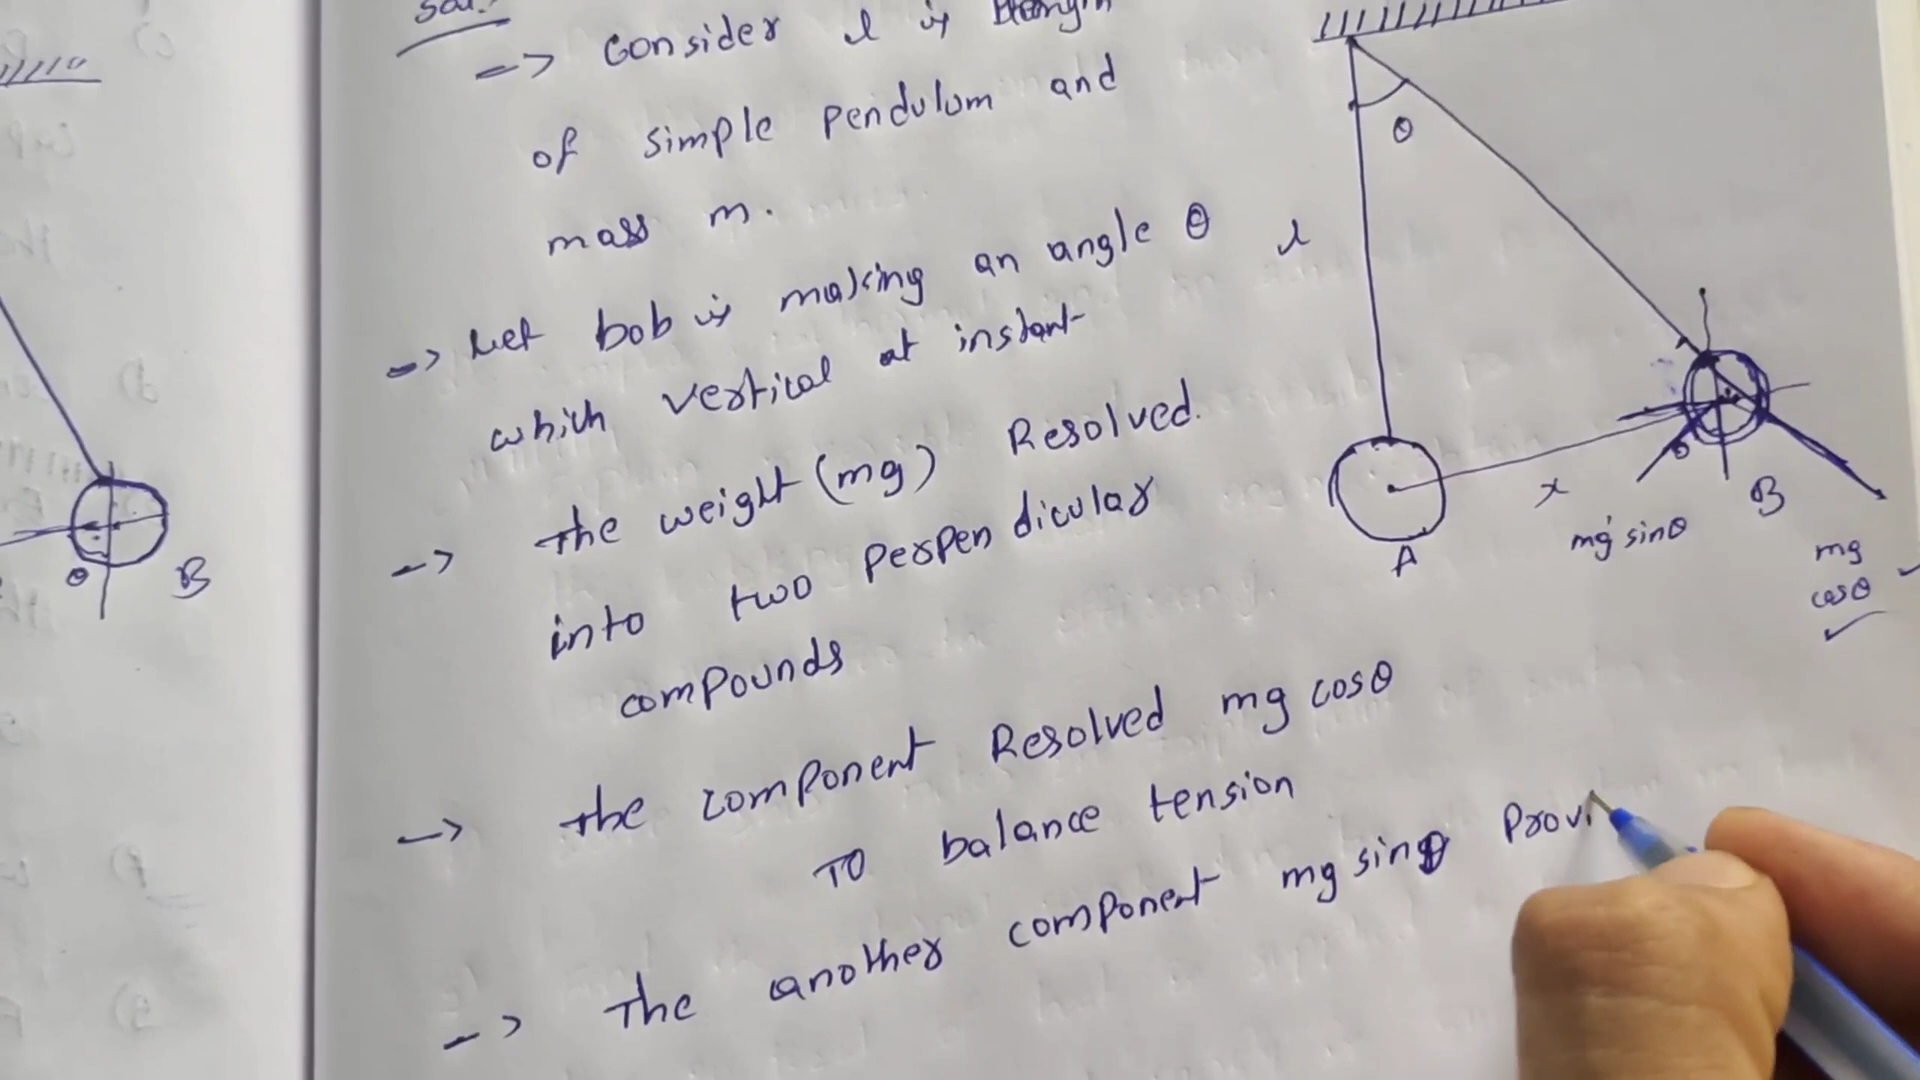 Sol:
-> Consider l is length
of simple pendulum and
mass m.
-> Let bob is making an angle θ
which vertical at instant
-> the weight (mg) Resolved.
into two perpendicular
compounds
-> the component Resolved mg cosθ
To balance tension
-> The another component mg sinθ Provi
θ
l
x
θ
mg sinθ
A
B
mg
cosθ
θ
B